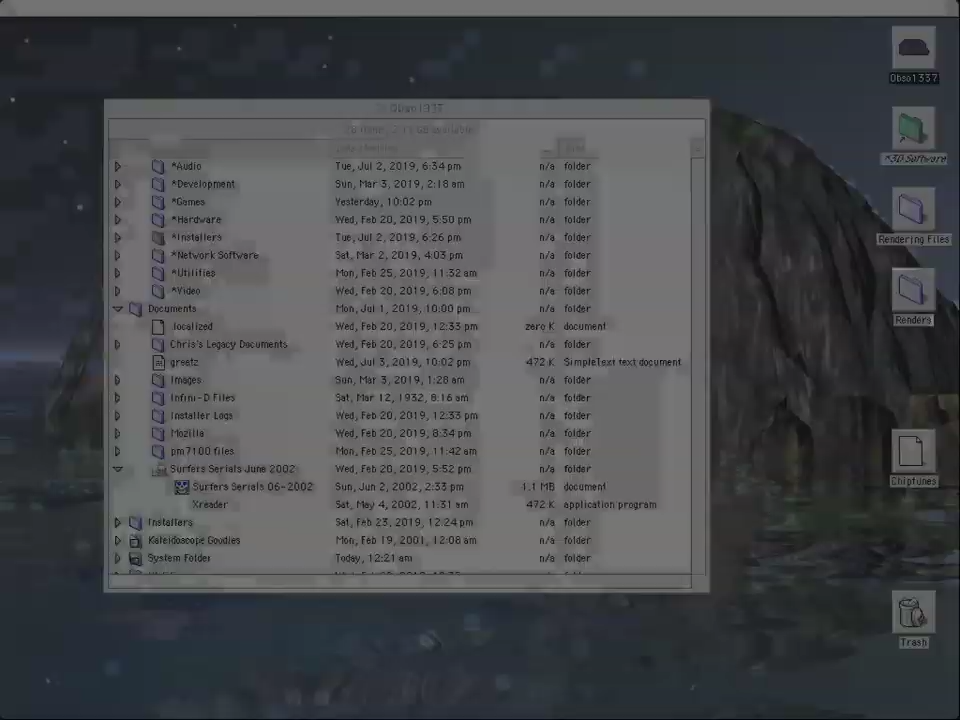 Obso1337
*3D Software
Rendering Files
Renders
Chiptunes
Trash
Obso1337
*Audio Tue, Jul 2, 2019, 6:34 pm n/a folder
*Development Sun, Mar 3, 2019, 2:18 am n/a folder
*Games Yesterday, 10:02 pm n/a folder
*Hardware Wed, Feb 20, 2019, 5:50 pm n/a folder
*Installers Tue, Jul 2, 2019, 6:26 pm n/a folder
*Network Software Sat, Mar 2, 2019, 4:03 pm n/a folder
*Utilities Mon, Feb 25, 2019, 11:32 am n/a folder
*Video Wed, Feb 20, 2019, 6:08 pm n/a folder
Documents Mon, Jul 1, 2019, 10:00 pm n/a folder
.localized Wed, Feb 20, 2019, 12:33 pm zero K document
Chris's Legacy Documents Wed, Feb 20, 2019, 6:25 pm n/a folder
greetz Wed, Jul 3, 2019, 10:02 pm 472 K SimpleText text document
Images Sun, Mar 3, 2019, 1:28 am n/a folder
Infini-D Files Sat, Mar 12, 1932, 8:16 am n/a folder
Installer Logs Wed, Feb 20, 2019, 12:33 pm n/a folder
Mozilla Wed, Feb 20, 2019, 8:34 pm n/a folder
pm7100 files Mon, Feb 25, 2019, 11:42 am n/a folder
Surfers Serials June 2002 Wed, Feb 20, 2019, 5:52 pm n/a folder
Surfers Serials 06-2002 Sun, Jun 2, 2002, 2:33 pm 1.1 MB document
Xreader Sat, May 4, 2002, 11:31 am 472 K application program
Installers Sat, Feb 23, 2019, 12:24 pm n/a folder
Kaleidoscope Goodies Mon, Feb 19, 2001, 12:08 am n/a folder
System Folder Today, 12:21 am n/a folder